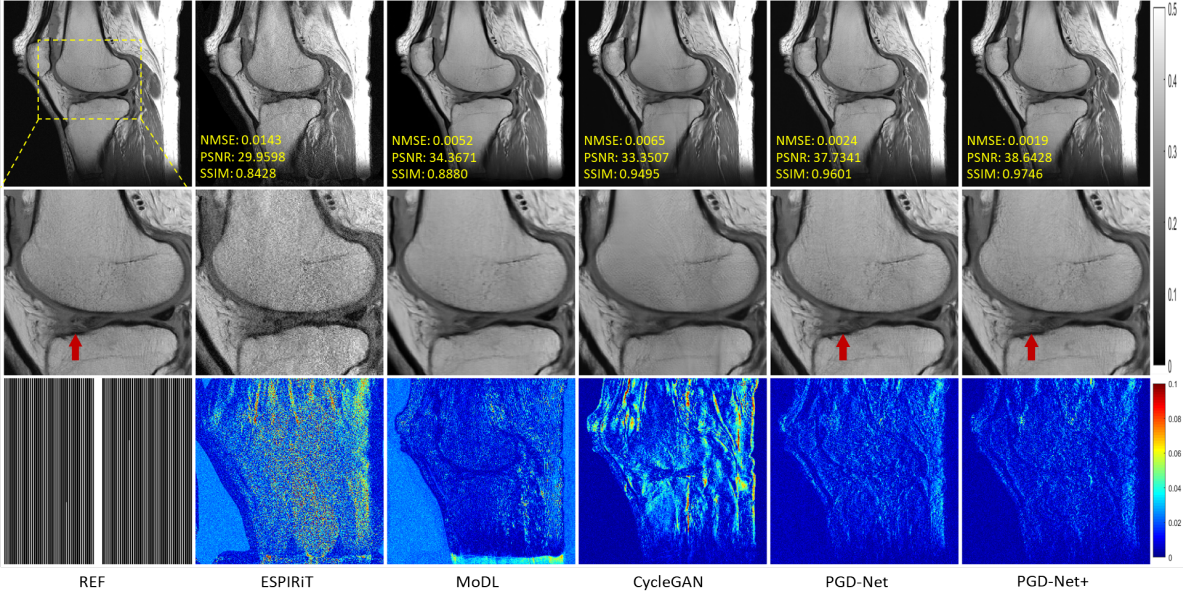 NMSE: 0.0143
PSNR: 29.9598
SSIM: 0.8428
NMSE: 0.0052
PSNR: 34.3671
SSIM: 0.8880
NMSE: 0.0065
PSNR: 33.3507
SSIM: 0.9495
NMSE: 0.0024
PSNR: 37.7341
SSIM: 0.9601
NMSE: 0.0019
PSNR: 38.6428
SSIM: 0.9746
0.5
0.4
0.3
0.2
0.1
0
0.1
0.08
0.06
0.04
0.02
0
REF
ESPIRiT
MoDL
CycleGAN
PGD-Net
PGD-Net+